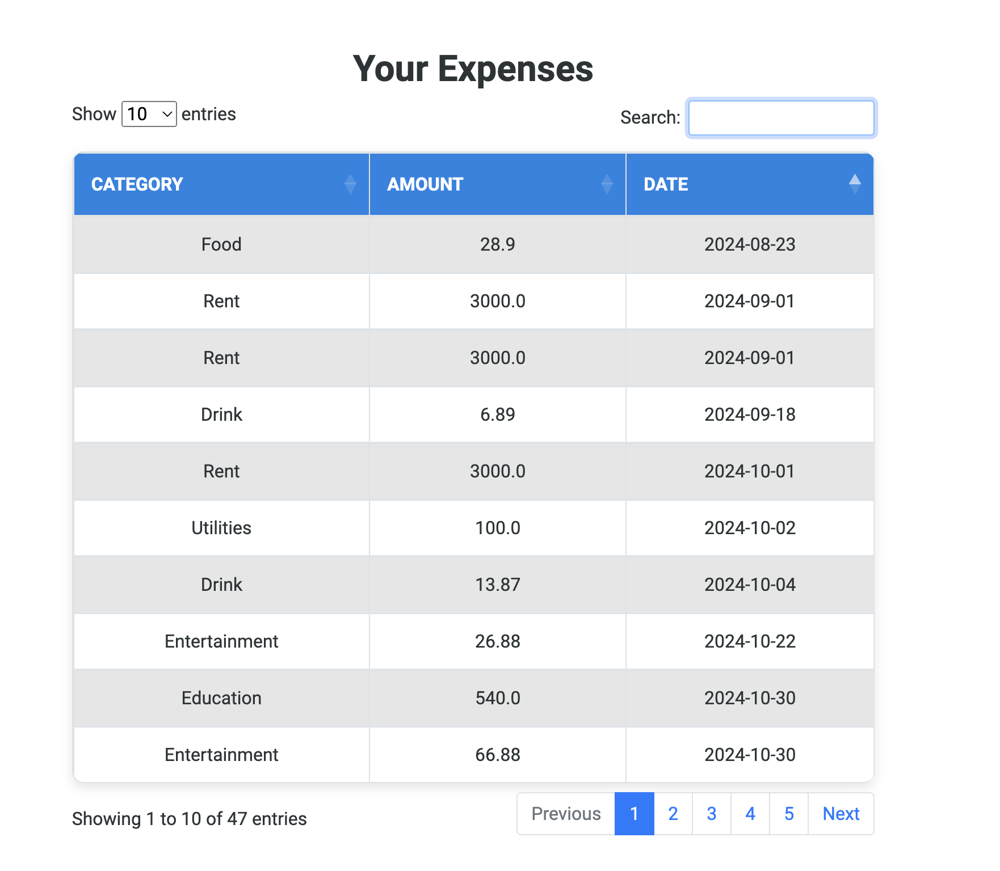 Your Expenses
Show 10 entries Search:
CATEGORY AMOUNT DATE
Food 28.9 2024-08-23
Rent 3000.0 2024-09-01
Rent 3000.0 2024-09-01
Drink 6.89 2024-09-18
Rent 3000.0 2024-10-01
Utilities 100.0 2024-10-02
Drink 13.87 2024-10-04
Entertainment 26.88 2024-10-22
Education 540.0 2024-10-30
Entertainment 66.88 2024-10-30
Showing 1 to 10 of 47 entries Previous 1 2 3 4 5 Next